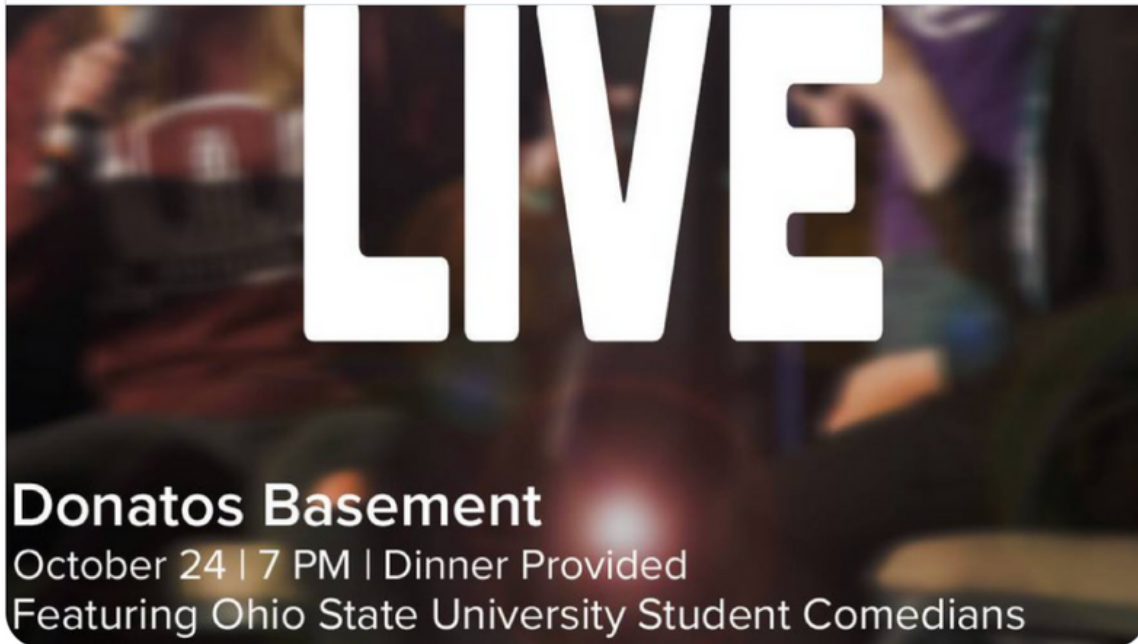 LIVE
Donatos Basement
October 24 | 7 PM | Dinner Provided
Featuring Ohio State University Student Comedians